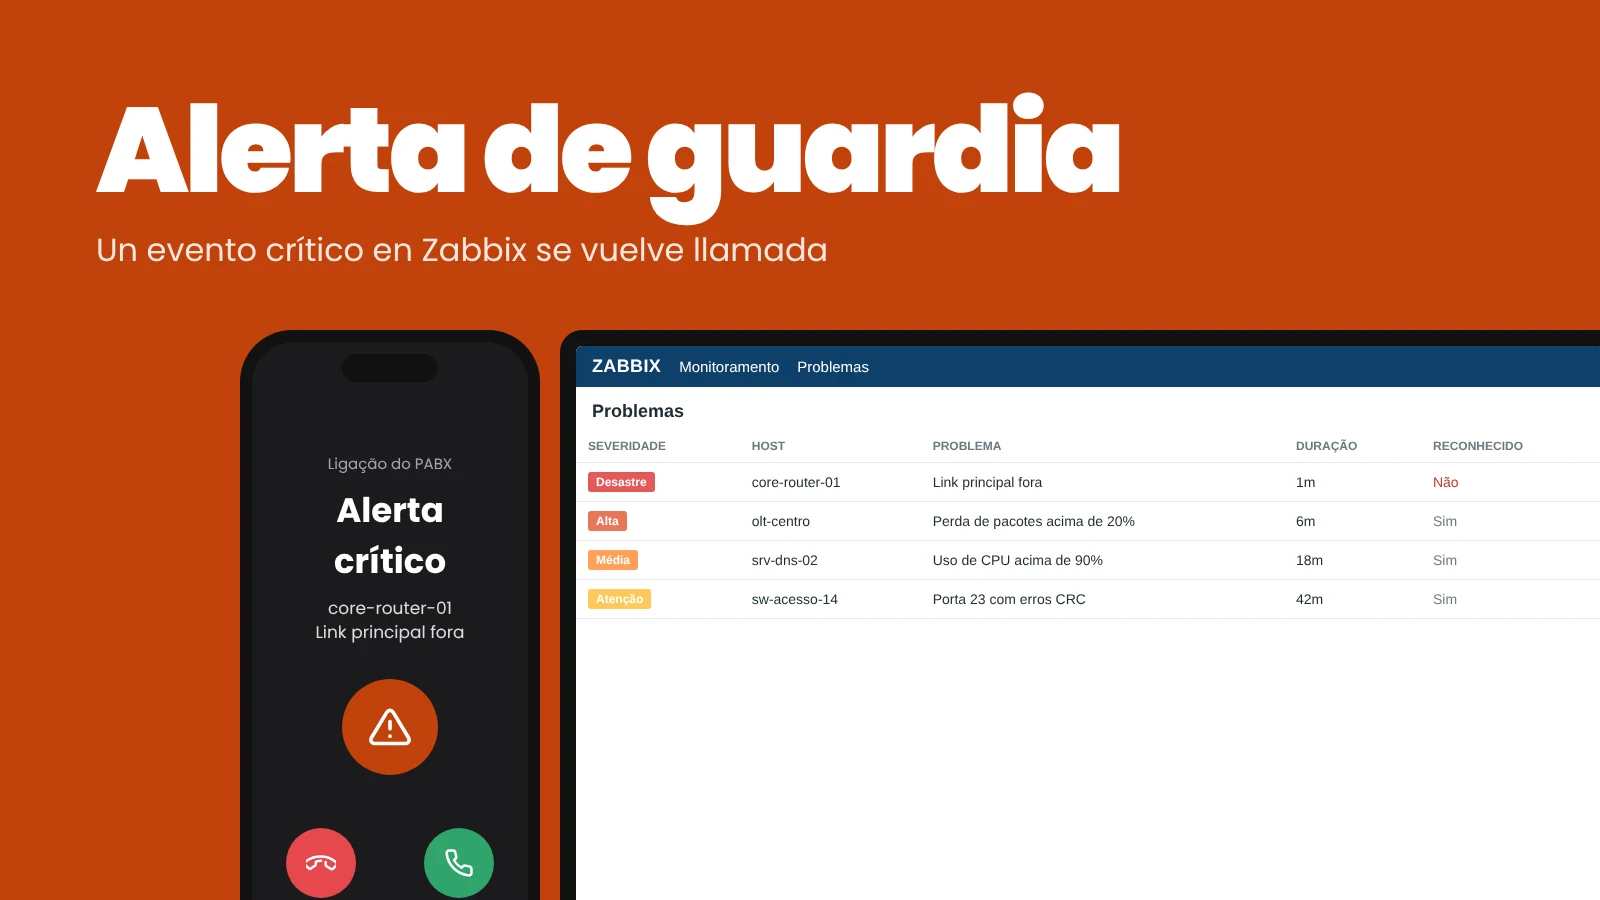 Alerta de guardia
Un evento crítico en Zabbix se vuelve llamada
Ligação do PABX
Alerta
crítico
core-router-01
Link principal fora
ZABBIX Monitoramento Problemas
Problemas
SEVERIDADE HOST PROBLEMA DURAÇÃO RECONHECIDO
Desastre core-router-01 Link principal fora 1m Não
Alta olt-centro Perda de pacotes acima de 20% 6m Sim
Média srv-dns-02 Uso de CPU acima de 90% 18m Sim
Atenção sw-acesso-14 Porta 23 com erros CRC 42m Sim